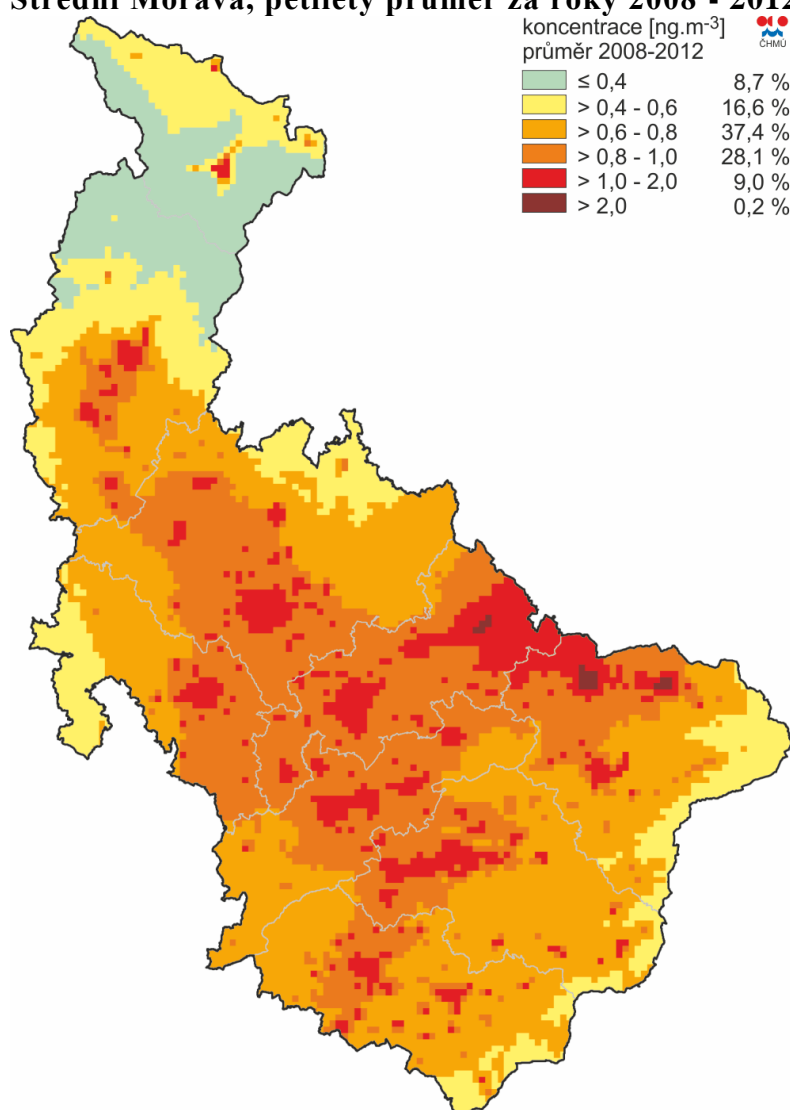 Střední Morava, pětiletý průměr za roky 2008 - 2012
koncentrace [ng.m-3]
průměr 2008-2012
ČHMÚ
≤ 0,4 8,7 %
> 0,4 - 0,6 16,6 %
> 0,6 - 0,8 37,4 %
> 0,8 - 1,0 28,1 %
> 1,0 - 2,0 9,0 %
> 2,0 0,2 %